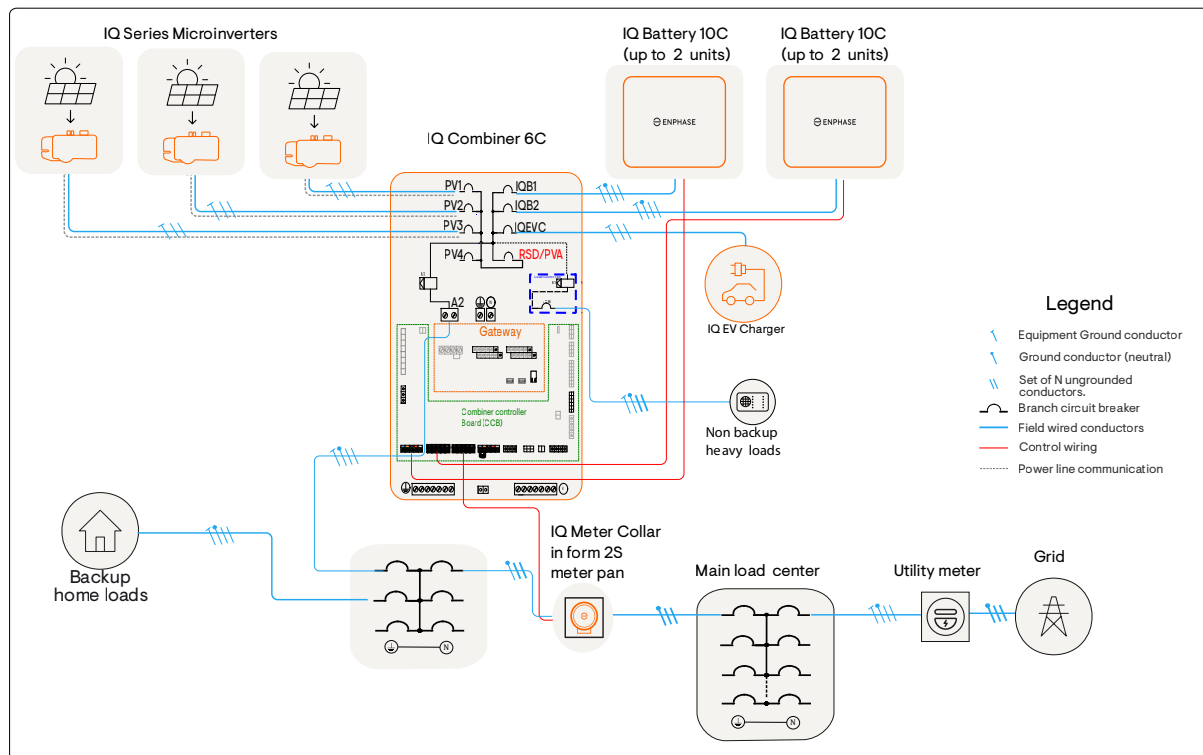 IQ Series Microinverters
IQ Battery 10C
(up to 2 units)
IQ Battery 10C
(up to 2 units)
ENPHASE
ENPHASE
IQ Combiner 6C
PV1
IQB1
PV2
IQB2
PV3
IQEVC
PV4
RSD/PVA
A2
N
Gateway
Combiner controller
Board (CCB)
IQ EV Charger
Non backup
heavy loads
Legend
Equipment Ground conductor
Ground conductor (neutral)
Set of N ungrounded
conductors.
Branch circuit breaker
Field wired conductors
Control wiring
Power line communication
Backup
home loads
N
IQ Meter Collar
in form 2S
meter pan
Main load center
N
Utility meter
Grid